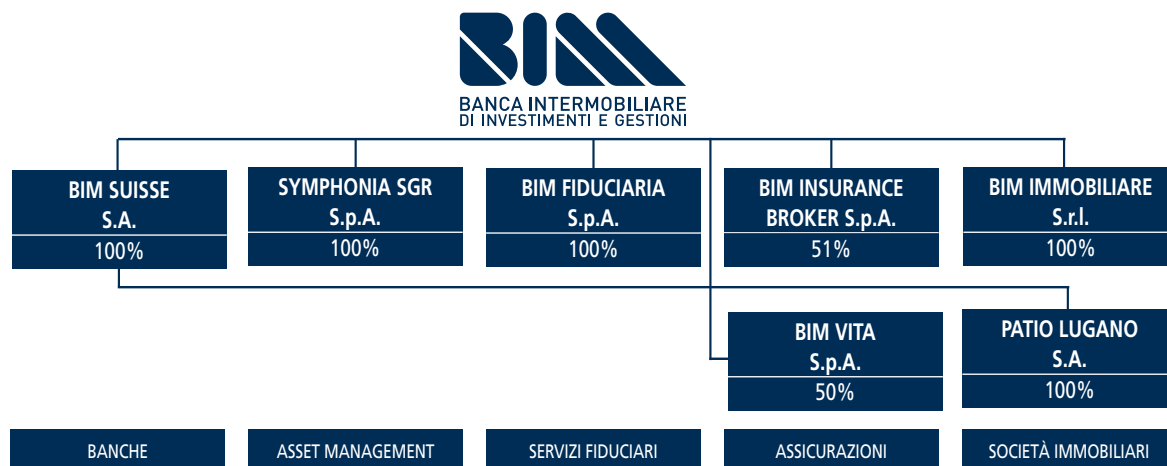 BIM
BANCA INTERMOBILIARE
DI INVESTIMENTI E GESTIONI
BIM SUISSE
S.A.
100%
SYMPHONIA SGR
S.p.A.
100%
BIM FIDUCIARIA
S.p.A.
100%
BIM INSURANCE
BROKER S.p.A.
51%
BIM IMMOBILIARE
S.r.l.
100%
BIM VITA
S.p.A.
50%
PATIO LUGANO
S.A.
100%
BANCHE
ASSET MANAGEMENT
SERVIZI FIDUCIARI
ASSICURAZIONI
SOCIETÀ IMMOBILIARI